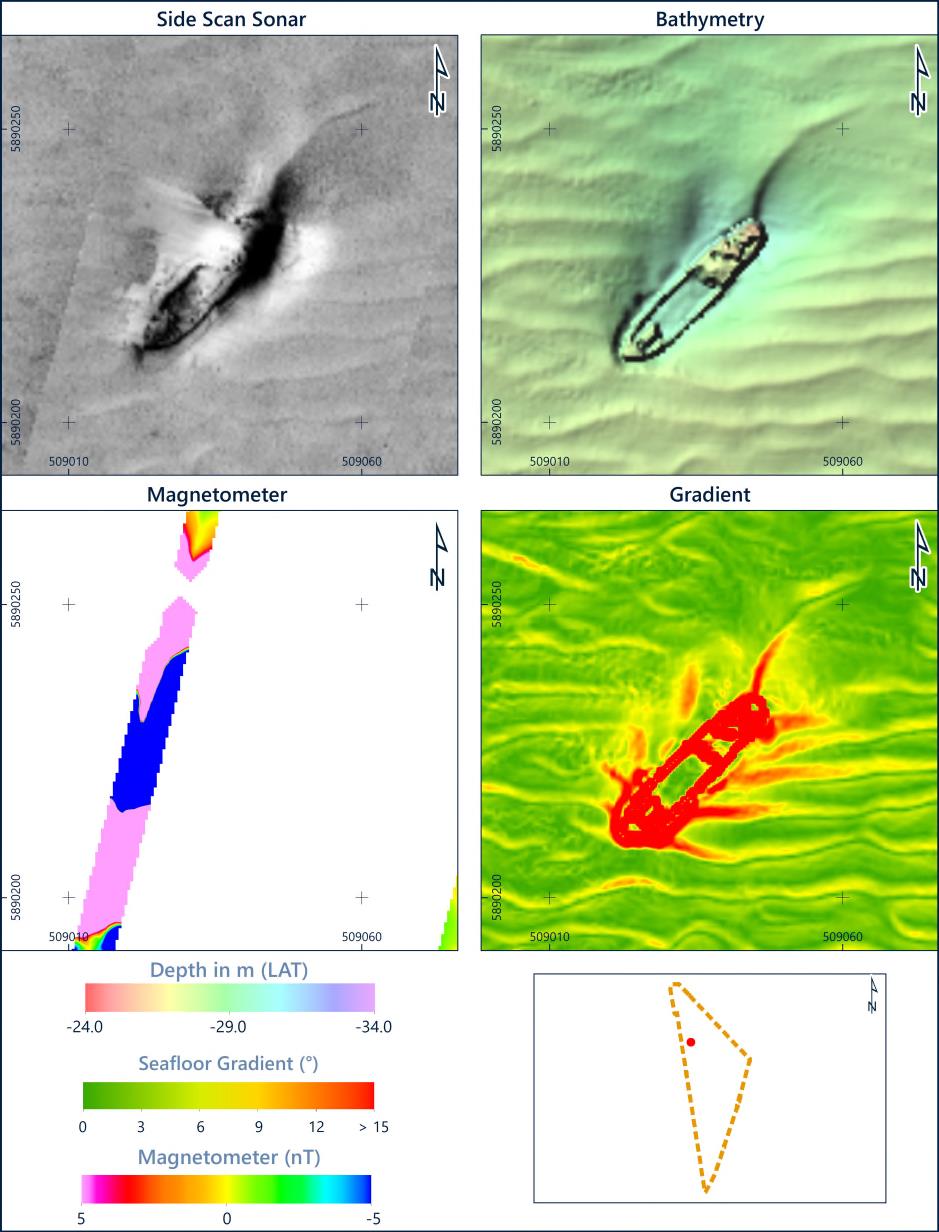 Side Scan Sonar
Bathymetry
N
N
5890250
5890250
5890200
5890200
509010
509060
509010
509060
Magnetometer
Gradient
N
N
5890250
5890250
5890200
5890200
509010
509060
509010
509060
Depth in m (LAT)
-24.0 -29.0 -34.0
Seafloor Gradient (°)
0 3 6 9 12 > 15
Magnetometer (nT)
5 0 -5
N